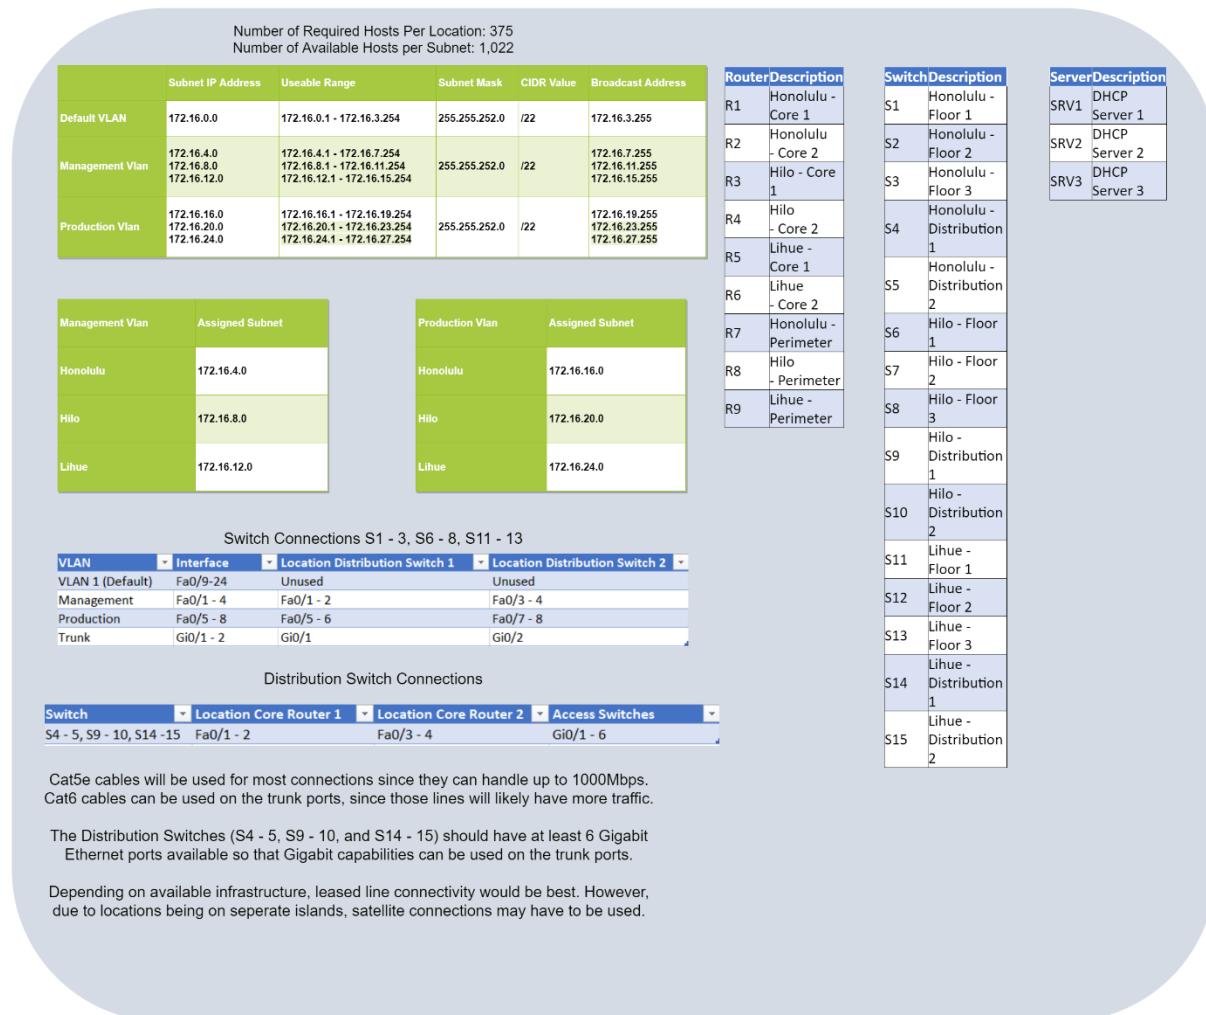 Number of Required Hosts Per Location: 375
Number of Available Hosts per Subnet: 1,022
Subnet IP Address Useable Range Subnet Mask CIDR Value Broadcast Address
Default VLAN 172.16.0.0 172.16.0.1 - 172.16.3.254 255.255.252.0 /22 172.16.3.255
172.16.4.0 172.16.4.1 - 172.16.7.254 172.16.7.255
Management Vlan 172.16.8.0 172.16.8.1 - 172.16.11.254 255.255.252.0 /22 172.16.11.255
172.16.12.0 172.16.12.1 - 172.16.15.254 172.16.15.255
172.16.16.0 172.16.16.1 - 172.16.19.254 172.16.19.255
Production Vlan 172.16.20.0 172.16.20.1 - 172.16.23.254 255.255.252.0 /22 172.16.23.255
172.16.24.0 172.16.24.1 - 172.16.27.254 172.16.27.255
Management Vlan Assigned Subnet
Honolulu 172.16.4.0
Hilo 172.16.8.0
Lihue 172.16.12.0
Production Vlan Assigned Subnet
Honolulu 172.16.16.0
Hilo 172.16.20.0
Lihue 172.16.24.0
Switch Connections S1 - 3, S6 - 8, S11 - 13
VLAN Interface Location Distribution Switch 1 Location Distribution Switch 2
VLAN 1 (Default) Fa0/9-24 Unused Unused
Management Fa0/1 - 4 Fa0/1 - 2 Fa0/3 - 4
Production Fa0/5 - 8 Fa0/5 - 6 Fa0/7 - 8
Trunk Gi0/1 - 2 Gi0/1 Gi0/2
Distribution Switch Connections
Switch Location Core Router 1 Location Core Router 2 Access Switches
S4 - 5, S9 - 10, S14 -15 Fa0/1 - 2 Fa0/3 - 4 Gi0/1 - 6
Cat5e cables will be used for most connections since they can handle up to 1000Mbps.
Cat6 cables can be used on the trunk ports, since those lines will likely have more traffic.
The Distribution Switches (S4 - 5, S9 - 10, and S14 - 15) should have at least 6 Gigabit
Ethernet ports available so that Gigabit capabilities can be used on the trunk ports.
Depending on available infrastructure, leased line connectivity would be best. However,
due to locations being on seperate islands, satellite connections may have to be used.
Router Description
R1 Honolulu -
Core 1
R2 Honolulu
- Core 2
R3 Hilo - Core
1
R4 Hilo
- Core 2
R5 Lihue -
Core 1
R6 Lihue
- Core 2
R7 Honolulu -
Perimeter
R8 Hilo
- Perimeter
R9 Lihue -
Perimeter
Switch Description
S1 Honolulu -
Floor 1
S2 Honolulu -
Floor 2
S3 Honolulu -
Floor 3
S4 Honolulu -
Distribution
1
S5 Honolulu -
Distribution
2
S6 Hilo - Floor
1
S7 Hilo - Floor
2
S8 Hilo - Floor
3
S9 Hilo -
Distribution
1
S10 Hilo -
Distribution
2
S11 Lihue -
Floor 1
S12 Lihue -
Floor 2
S13 Lihue -
Floor 3
S14 Lihue -
Distribution
1
S15 Lihue -
Distribution
2
Server Description
SRV1 DHCP
Server 1
SRV2 DHCP
Server 2
SRV3 DHCP
Server 3